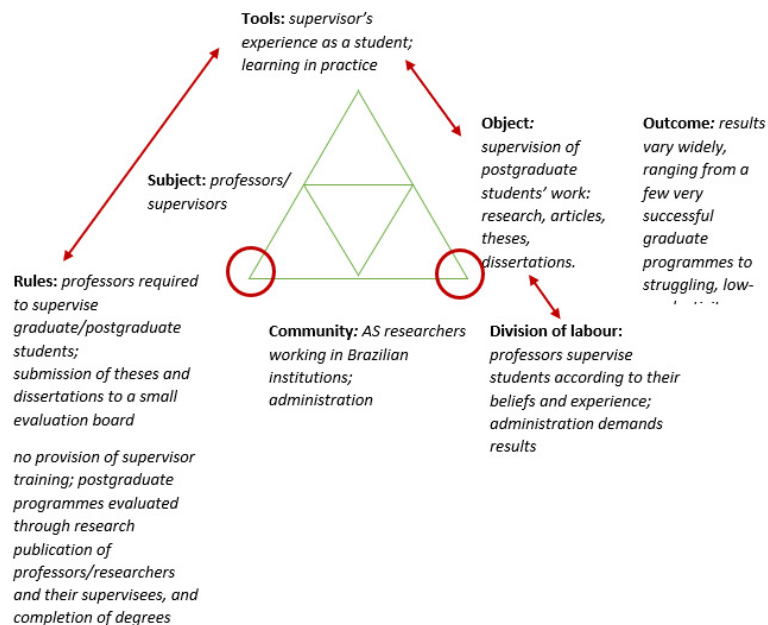 Tools: supervisor's
experience as a student;
learning in practice
Subject: professors/
supervisors
Object:
supervision of
postgraduate
students' work:
research, articles,
theses,
dissertations.
Outcome: results
vary widely,
ranging from a
few very
successful
graduate
programmes to
struggling, low-
Rules: professors required
to supervise
graduate/postgraduate
students;
submission of theses and
dissertations to a small
evaluation board
no provision of supervisor
training; postgraduate
programmes evaluated
through research
publication of
professors/researchers
and their supervisees, and
completion of degrees
Community: AS researchers
working in Brazilian
institutions;
administration
Division of labour:
professors supervise
students according to their
beliefs and experience;
administration demands
results